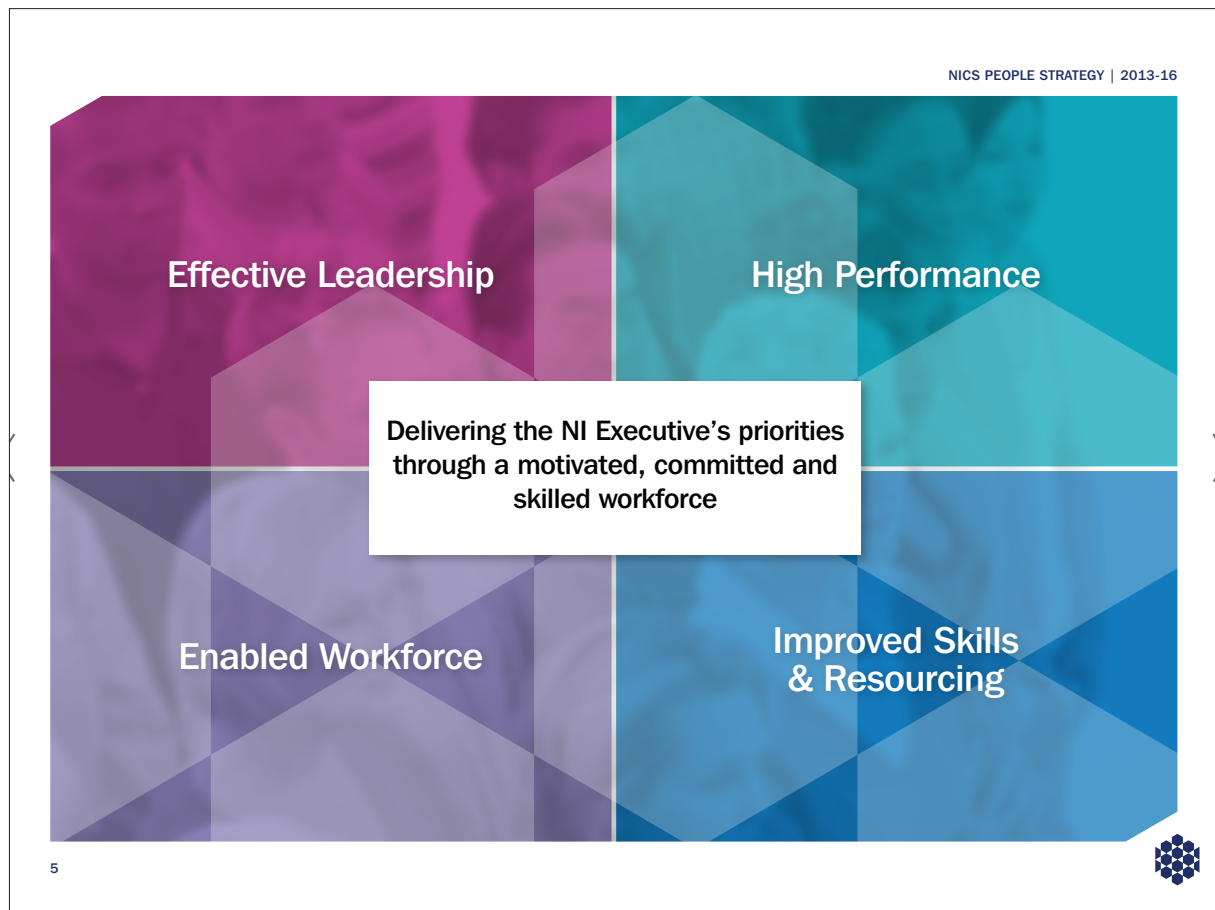 NICS PEOPLE STRATEGY | 2013-16
Effective Leadership
High Performance
Delivering the NI Executive's priorities
through a motivated, committed and
skilled workforce
Enabled Workforce
Improved Skills
& Resourcing
5